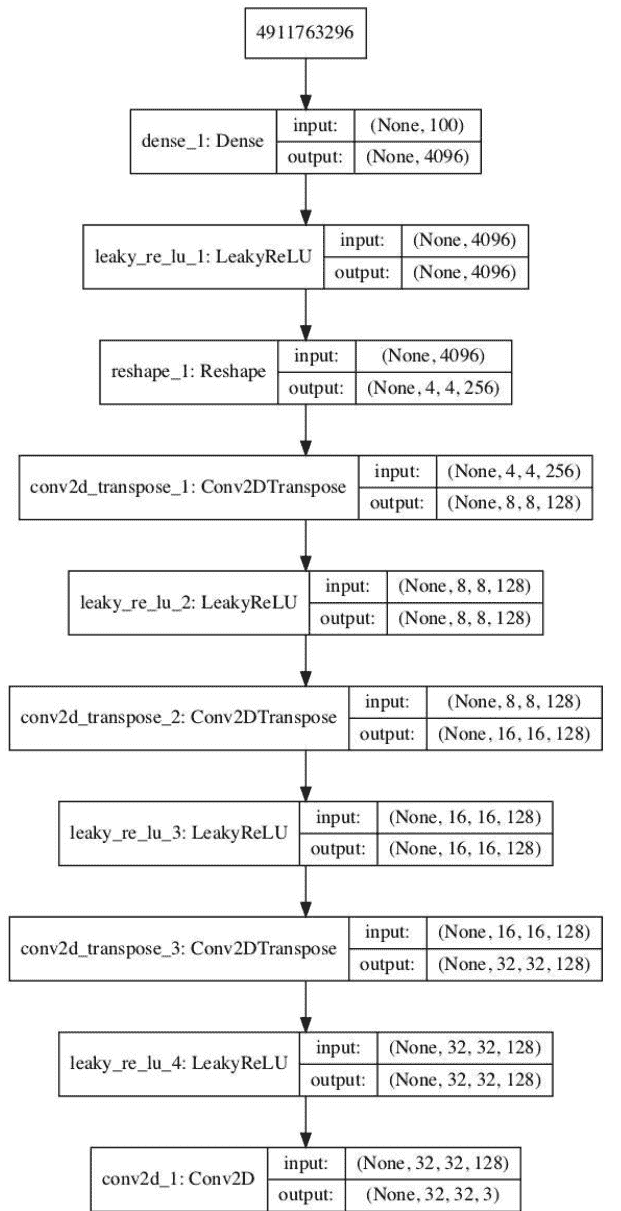 4911763296
dense_1: Dense
input: (None, 100)
output: (None, 4096)
leaky_re_lu_1: LeakyReLU
input: (None, 4096)
output: (None, 4096)
reshape_1: Reshape
input: (None, 4096)
output: (None, 4, 4, 256)
conv2d_transpose_1: Conv2DTranspose
input: (None, 4, 4, 256)
output: (None, 8, 8, 128)
leaky_re_lu_2: LeakyReLU
input: (None, 8, 8, 128)
output: (None, 8, 8, 128)
conv2d_transpose_2: Conv2DTranspose
input: (None, 8, 8, 128)
output: (None, 16, 16, 128)
leaky_re_lu_3: LeakyReLU
input: (None, 16, 16, 128)
output: (None, 16, 16, 128)
conv2d_transpose_3: Conv2DTranspose
input: (None, 16, 16, 128)
output: (None, 32, 32, 128)
leaky_re_lu_4: LeakyReLU
input: (None, 32, 32, 128)
output: (None, 32, 32, 128)
conv2d_1: Conv2D
input: (None, 32, 32, 128)
output: (None, 32, 32, 3)